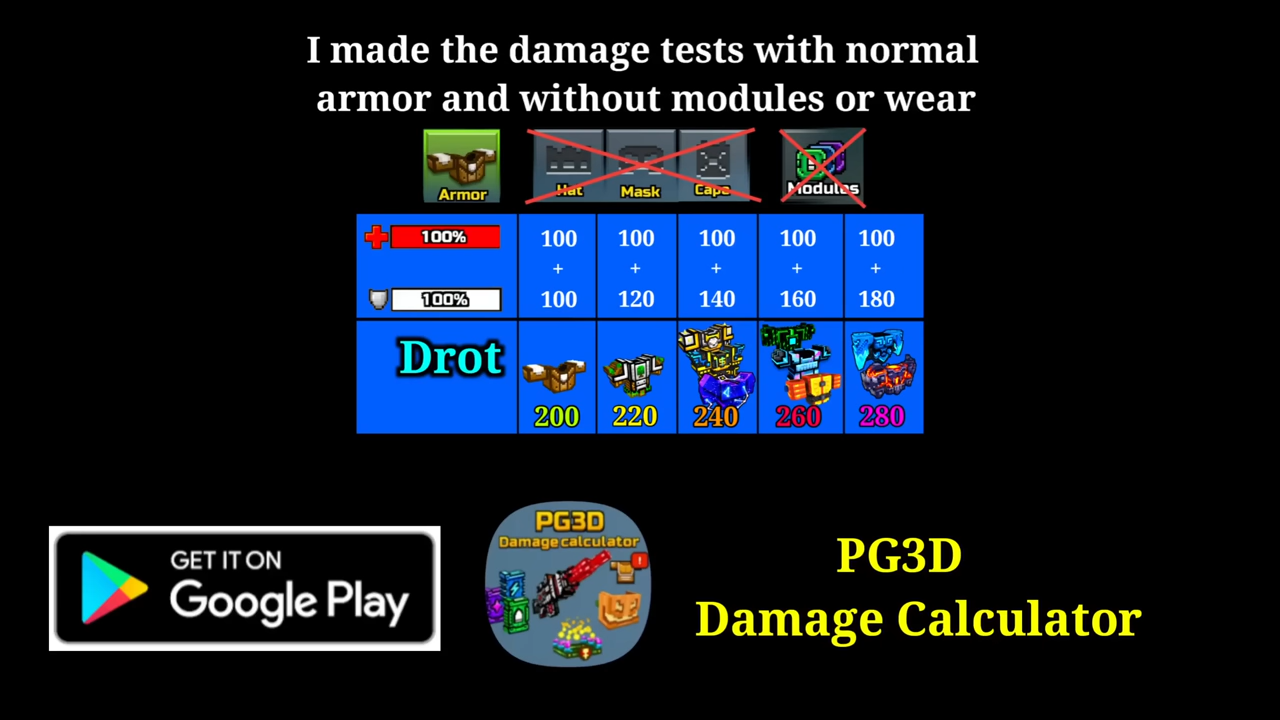 I made the damage tests with normal
armor and without modules or wear
Armor Hat Mask Cape Modules
100% 100 100 100 100 100
+ + + + +
100% 100 120 140 160 180
Drot
200 220 240 260 280
PG3D
Damage calculator
!
GET IT ON
Google Play
PG3D
Damage Calculator